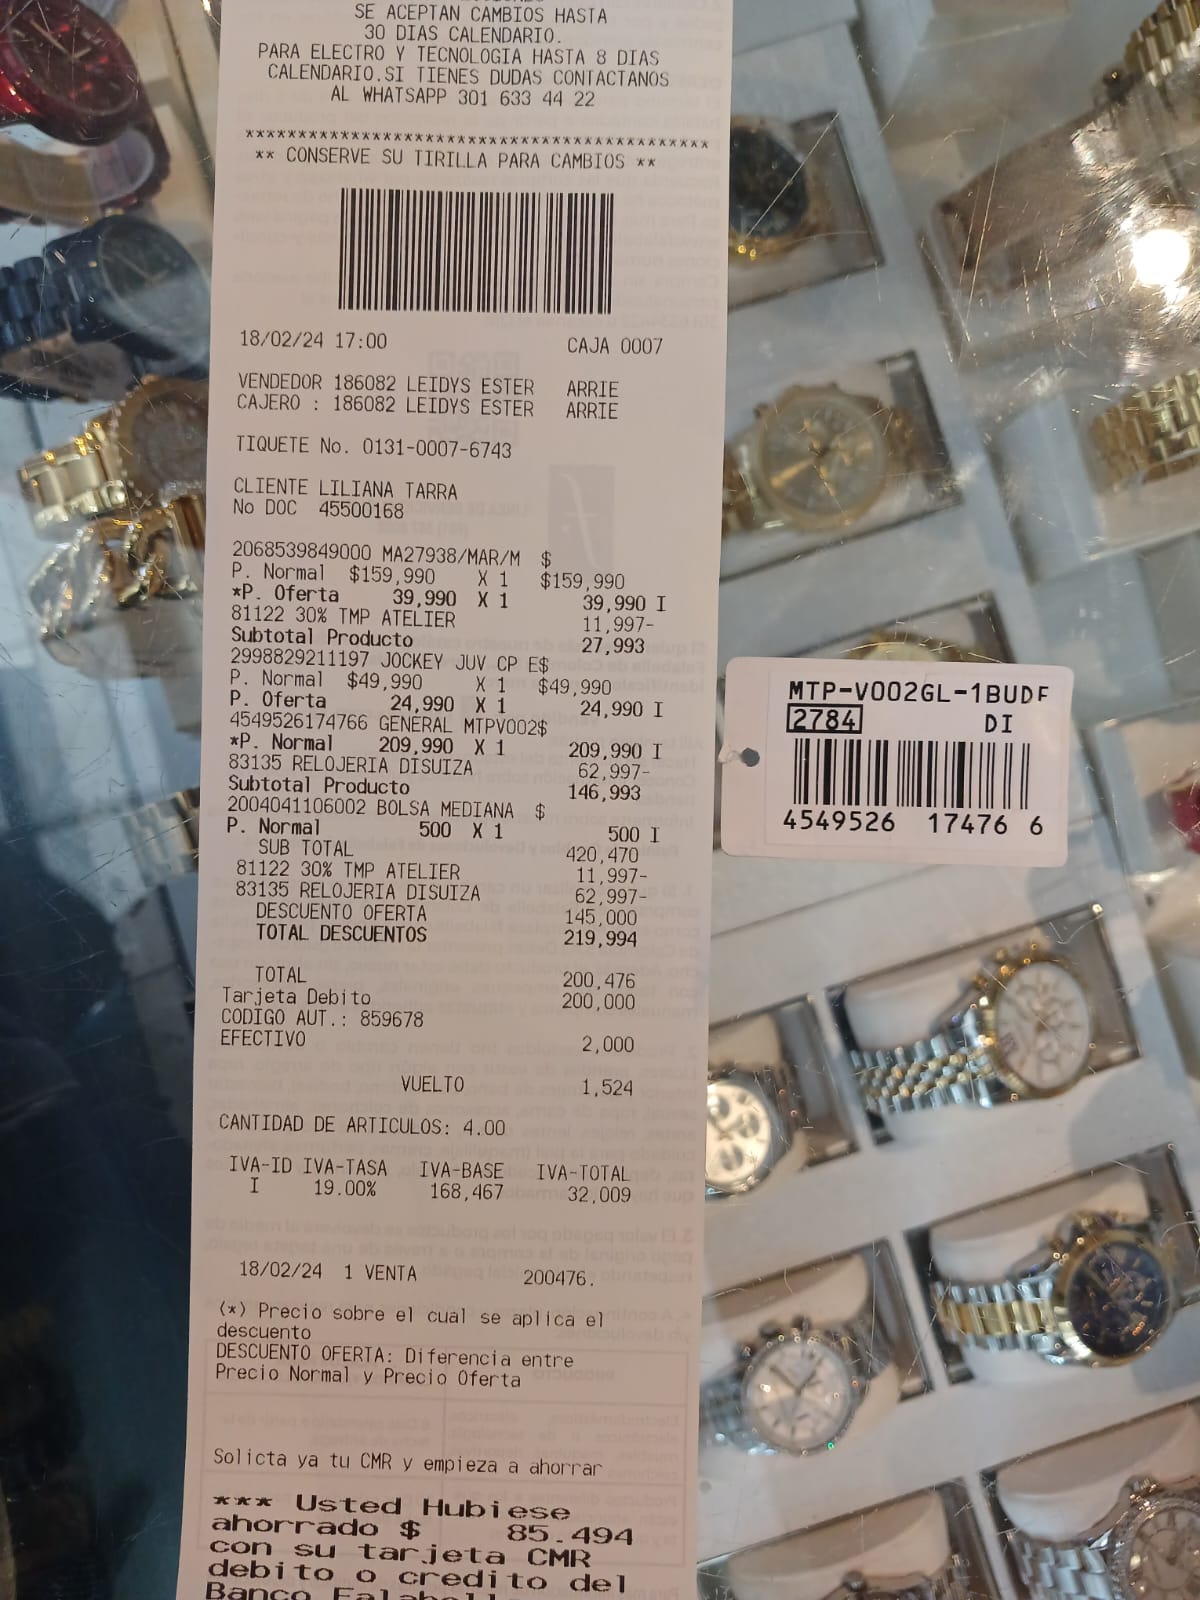 SE ACEPTAN CAMBIOS HASTA
30 DIAS CALENDARIO.
PARA ELECTRO Y TECNOLOGIA HASTA 8 DIAS
CALENDARIO.SI TIENES DUDAS CONTACTANOS
AL WHATSAPP 301 633 44 22
********************************************
** CONSERVE SU TIRILLA PARA CAMBIOS **
18/02/24 17:00 CAJA 0007
VENDEDOR 186082 LEIDYS ESTER ARRIE
CAJERO : 186082 LEIDYS ESTER ARRIE
TIQUETE No. 0131-0007-6743
CLIENTE LILIANA TARRA
No DOC 45500168
2068539849000 MA27938/MAR/M $
P. Normal $159,990 X 1 $159,990
*P. Oferta 39,990 X 1 39,990 I
81122 30% TMP ATELIER 11,997-
Subtotal Producto 27,993
2998829211197 JOCKEY JUV CP E$
P. Normal $49,990 X 1 $49,990
P. Oferta 24,990 X 1 24,990 I
4549526174766 GENERAL MTPV002$
*P. Normal 209,990 X 1 209,990 I
83135 RELOJERIA DISUIZA 62,997-
Subtotal Producto 146,993
2004041106002 BOLSA MEDIANA $
P. Normal 500 X 1 500 I
SUB TOTAL 420,470
81122 30% TMP ATELIER 11,997-
83135 RELOJERIA DISUIZA 62,997-
DESCUENTO OFERTA 145,000
TOTAL DESCUENTOS 219,994
TOTAL 200,476
Tarjeta Debito 200,000
CODIGO AUT.: 859678
EFECTIVO 2,000
VUELTO 1,524
CANTIDAD DE ARTICULOS: 4.00
IVA-ID IVA-TASA IVA-BASE IVA-TOTAL
I 19.00% 168,467 32,009
18/02/24 1 VENTA 200476.
(*) Precio sobre el cual se aplica el
descuento
DESCUENTO OFERTA: Diferencia entre
Precio Normal y Precio Oferta
Solicta ya tu CMR y empieza a ahorrar
*** Usted Hubiese
ahorrado $ 85.494
con su tarjeta CMR
debito o credito del
Banco Falabella
MTP-V002GL-1BUDF
2784 DI
4549526 17476 6